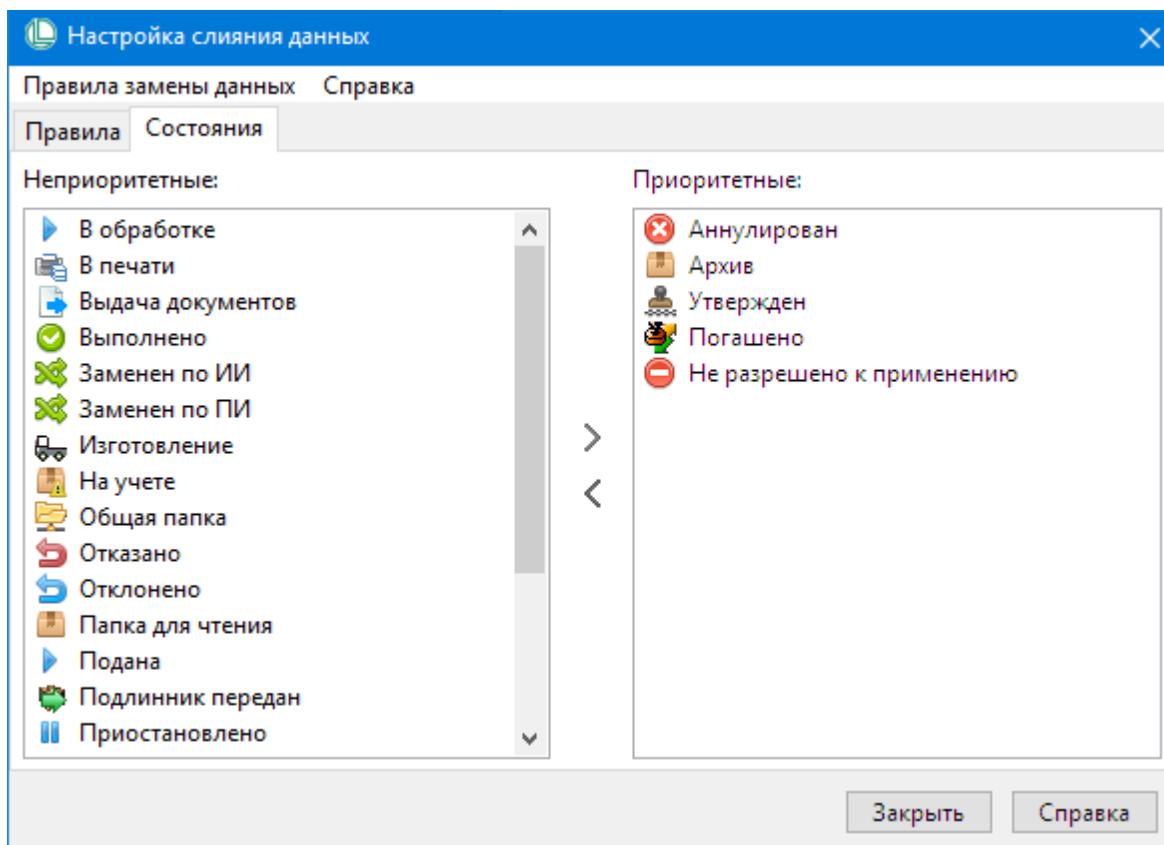 Настройка слияния данных
Правила замены данных Справка
Правила Состояния
Неприоритетные:
В обработке
В печати
Выдача документов
Выполнено
Заменен по ИИ
Заменен по ПИ
Изготовление
На учете
Общая папка
Отказано
Отклонено
Папка для чтения
Подана
Подлинник передан
Приостановлено
Приоритетные:
Аннулирован
Архив
Утвержден
Погашено
Не разрешено к применению
Закрыть Справка